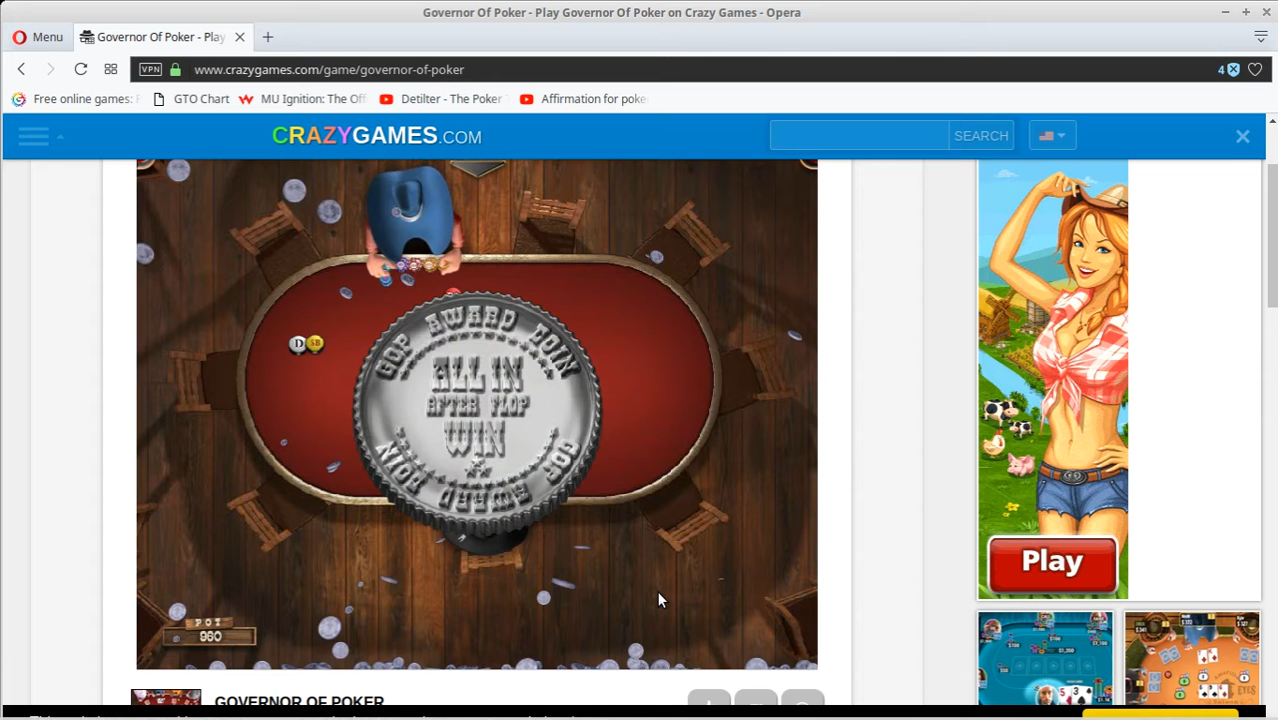 Governor Of Poker - Play Governor Of Poker on Crazy Games - Opera
Menu
Governor Of Poker - Play
VPN
www.crazygames.com/game/governor-of-poker
4
Free online games:
GTO Chart
MU Ignition: The Off
Detilter - The Poker
Affirmation for poke
CRAZYGAMES.COM
SEARCH
D
SB
GOP AWARD COIN
ALL IN
AFTER FLOP
WIN
GOP AWARD COIN
POT
960
Play
GOVERNOR OF POKER